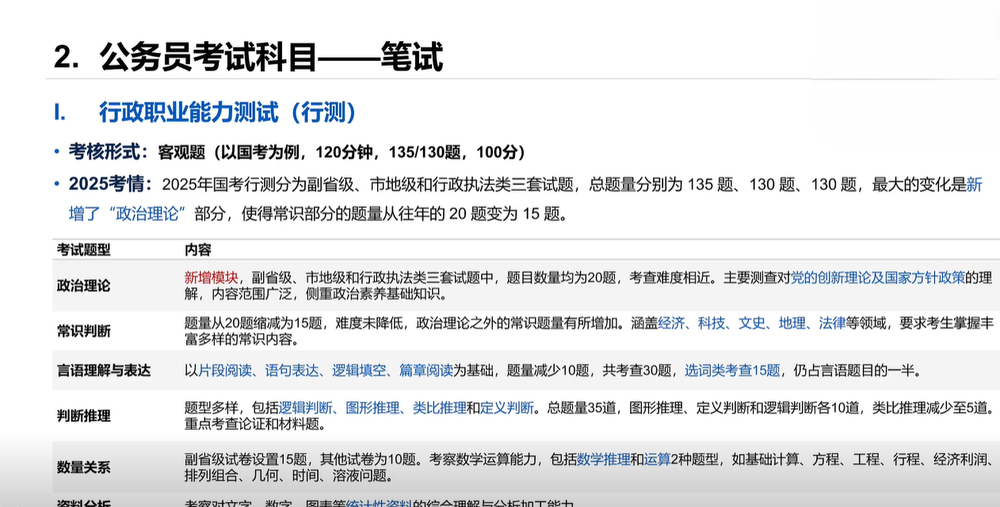 2. 公务员考试科目——笔试
I. 行政职业能力测试（行测）
• 考核形式：客观题（以国考为例，120分钟，135/130题，100分）
• 2025考情：2025年国考行测分为副省级、市地级和行政执法类三套试题，总题量分别为 135 题、130 题、130 题，最大的变化是新
增了“政治理论”部分，使得常识部分的题量从往年的 20 题变为 15 题。
考试题型 内容
政治理论 新增模块，副省级、市地级和行政执法类三套试题中，题目数量均为20题，考查难度相近。主要测查对党的创新理论及国家方针政策的理
解，内容范围广泛，侧重政治素养基础知识。
常识判断 题量从20题缩减为15题，难度未降低，政治理论之外的常识题量有所增加。涵盖经济、科技、文史、地理、法律等领域，要求考生掌握丰
富多样的常识内容。
言语理解与表达 以片段阅读、语句表达、逻辑填空、篇章阅读为基础，题量减少10题，共考查30题，选词类考查15题，仍占言语题目的一半。
判断推理 题型多样，包括逻辑判断、图形推理、类比推理和定义判断。总题量35道，图形推理、定义判断和逻辑判断各10道，类比推理减少至5道。
重点考查论证和材料题。
数量关系 副省级试卷设置15题，其他试卷为10题。考察数学运算能力，包括数学推理和运算2种题型，如基础计算、方程、工程、行程、经济利润、
排列组合、几何、时间、溶液问题。
资料分析 考察对文字、数字、图表等统计性资料的综合理解与分析加工能力